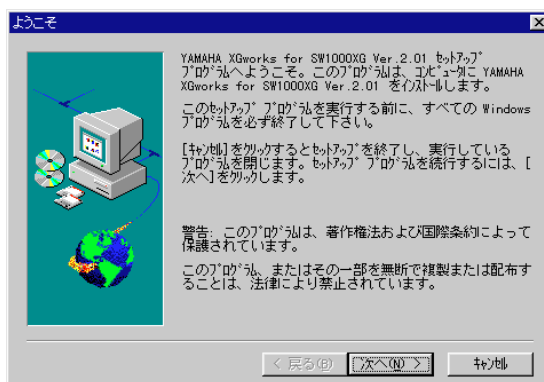 ようこそ
YAMAHA XGworks for SW1000XG Ver.2.01 ｾｯﾄｱｯﾌﾟ
ﾌﾟﾛｸﾞﾗﾑへようこそ。このﾌﾟﾛｸﾞﾗﾑは、ｺﾝﾋﾟｭｰﾀに YAMAHA
XGworks for SW1000XG Ver.2.01 をｲﾝｽﾄｰﾙします。
このｾｯﾄｱｯﾌﾟ ﾌﾟﾛｸﾞﾗﾑを実行する前に、すべての Windows
ﾌﾟﾛｸﾞﾗﾑを必ず終了して下さい。
[ｷｬﾝｾﾙ]をｸﾘｯｸするとｾｯﾄｱｯﾌﾟを終了し、実行している
ﾌﾟﾛｸﾞﾗﾑを閉じます。ｾｯﾄｱｯﾌﾟ ﾌﾟﾛｸﾞﾗﾑを続行するには、[
次へ]をｸﾘｯｸします。
警告: このﾌﾟﾛｸﾞﾗﾑは、著作権法および国際条約によって
保護されています。
このﾌﾟﾛｸﾞﾗﾑ、またはその一部を無断で複製または配布す
ることは、法律により禁止されています。
< 戻る(B) 次へ(N) > ｷｬﾝｾﾙ